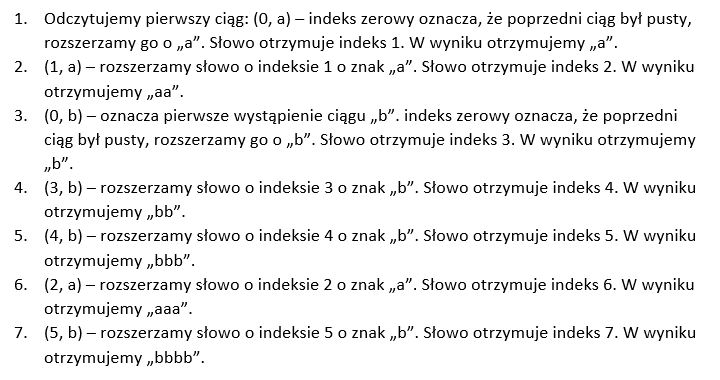 1. Odczytujemy pierwszy ciąg: (0, a) – indeks zerowy oznacza, że poprzedni ciąg był pusty,
rozszerzamy go o „a”. Słowo otrzymuje indeks 1. W wyniku otrzymujemy „a”.
2. (1, a) – rozszerzamy słowo o indeksie 1 o znak „a”. Słowo otrzymuje indeks 2. W wyniku
otrzymujemy „aa”.
3. (0, b) – oznacza pierwsze wystąpienie ciągu „b”. indeks zerowy oznacza, że poprzedni
ciąg był pusty, rozszerzamy go o „b”. Słowo otrzymuje indeks 3. W wyniku otrzymujemy
„b”.
4. (3, b) – rozszerzamy słowo o indeksie 3 o znak „b”. Słowo otrzymuje indeks 4. W wyniku
otrzymujemy „bb”.
5. (4, b) – rozszerzamy słowo o indeksie 4 o znak „b”. Słowo otrzymuje indeks 5. W wyniku
otrzymujemy „bbb”.
6. (2, a) – rozszerzamy słowo o indeksie 2 o znak „a”. Słowo otrzymuje indeks 6. W wyniku
otrzymujemy „aaa”.
7. (5, b) – rozszerzamy słowo o indeksie 5 o znak „b”. Słowo otrzymuje indeks 7. W wyniku
otrzymujemy „bbbb”.